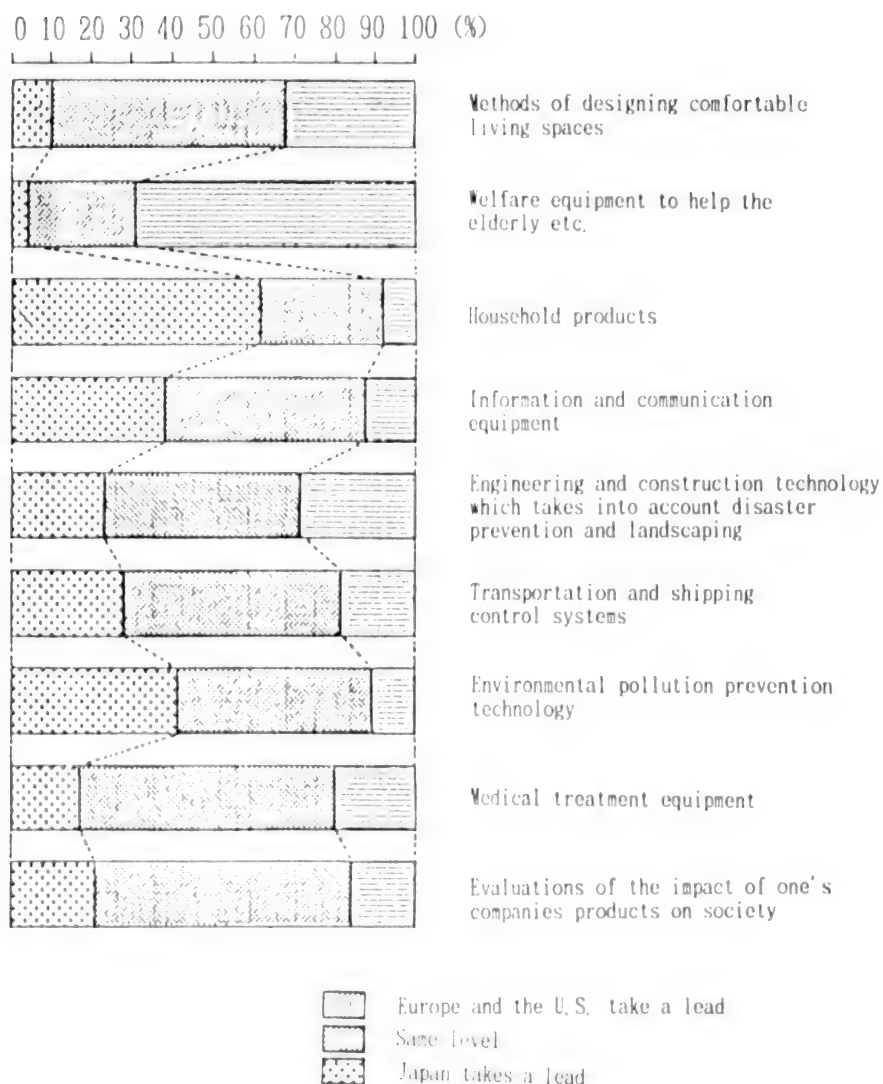 0 10 20 30 40 50 60 70 80 90 100 (%)
Methods of designing comfortable
living spaces
Welfare equipment to help the
elderly etc.
Household products
Information and communication
equipment
Engineering and construction technology
which takes into account disaster
prevention and landscaping
Transportation and shipping
control systems
Environmental pollution prevention
technology
Medical treatment equipment
Evaluations of the impact of one's
companies products on society
Europe and the U.S. take a lead
Same level
Japan takes a lead